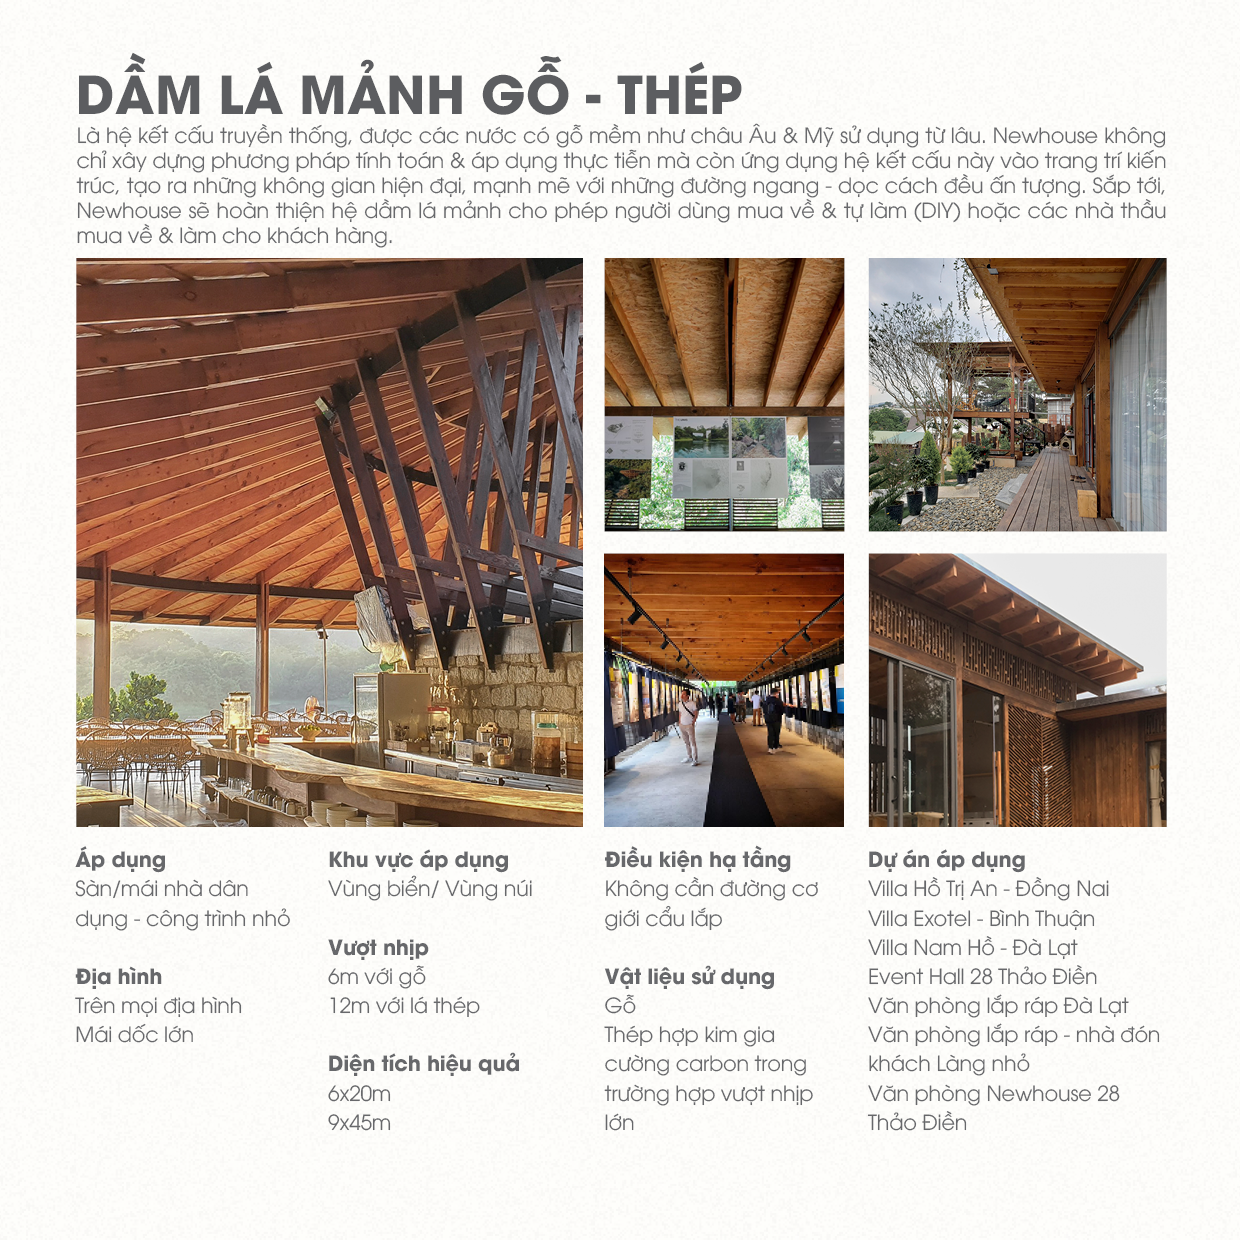 DẦM LÁ MẢNH GỖ - THÉP
Là hệ kết cấu truyền thống, được các nước có gỗ mềm như châu Âu & Mỹ sử dụng từ lâu. Newhouse không
chỉ xây dựng phương pháp tính toán & áp dụng thực tiễn mà còn ứng dụng hệ kết cấu này vào trang trí kiến
trúc, tạo ra những không gian hiện đại, mạnh mẽ với những đường ngang - dọc cách đều ấn tượng. Sắp tới,
Newhouse sẽ hoàn thiện hệ dầm lá mảnh cho phép người dùng mua về & tự làm (DIY) hoặc các nhà thầu
mua về & làm cho khách hàng.
Áp dụng
Sàn/mái nhà dân
dụng - công trình nhỏ
Địa hình
Trên mọi địa hình
Mái dốc lớn
Khu vực áp dụng
Vùng biển/ Vùng núi
Vượt nhịp
6m với gỗ
12m với lá thép
Diện tích hiệu quả
6x20m
9x45m
Điều kiện hạ tầng
Không cần đường cơ
giới cẩu lắp
Vật liệu sử dụng
Gỗ
Thép hợp kim gia
cường carbon trong
trường hợp vượt nhịp
lớn
Dự án áp dụng
Villa Hồ Trị An - Đồng Nai
Villa Exotel - Bình Thuận
Villa Nam Hồ - Đà Lạt
Event Hall 28 Thảo Điền
Văn phòng lắp ráp Đà Lạt
Văn phòng lắp ráp - nhà đón
khách Làng nhỏ
Văn phòng Newhouse 28
Thảo Điền